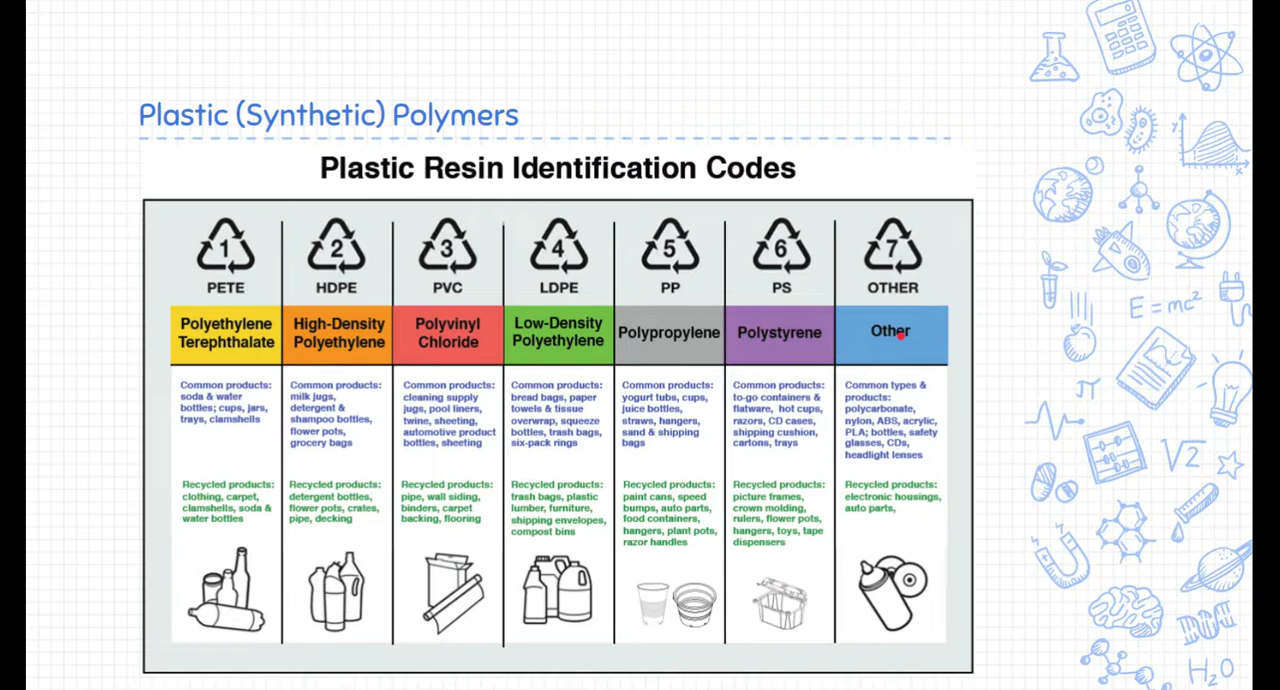 Plastic (Synthetic) Polymers
Plastic Resin Identification Codes
1
PETE
Polyethylene
Terephthalate
Common products:
soda & water
bottles; cups, jars,
trays, clamshells
Recycled products:
clothing, carpet,
clamshells, soda &
water bottles
2
HDPE
High-Density
Polyethylene
Common products:
milk jugs,
detergent &
shampoo bottles,
flower pots,
grocery bags
Recycled products:
detergent bottles,
flower pots, crates,
pipe, decking
3
PVC
Polyvinyl
Chloride
Common products:
cleaning supply
jugs, pool liners,
twine, sheeting,
automotive product
bottles, sheeting
Recycled products:
pipe, wall siding,
binders, carpet
backing, flooring
4
LDPE
Low-Density
Polyethylene
Common products:
bread bags, paper
towels & tissue
overwrap, squeeze
bottles, trash bags,
six-pack rings
Recycled products:
trash bags, plastic
lumber, furniture,
shipping envelopes,
compost bins
5
PP
Polypropylene
Common products:
yogurt tubs, cups,
juice bottles,
straws, hangers,
sand & shipping
bags
Recycled products:
paint cans, speed
bumps, auto parts,
food containers,
hangers, plant pots,
razor handles
6
PS
Polystyrene
Common products:
to-go containers &
flatware, hot cups,
razors, CD cases,
shipping cushion,
cartons, trays
Recycled products:
picture frames,
crown molding,
rulers, flower pots,
hangers, toys, tape
dispensers
7
OTHER
Other
Common types &
products:
polycarbonate,
nylon, ABS, acrylic,
PLA; bottles, safety
glasses, CDs,
headlight lenses
Recycled products:
electronic housings,
auto parts,
y
x
E=mc²
π
√2
H₂O